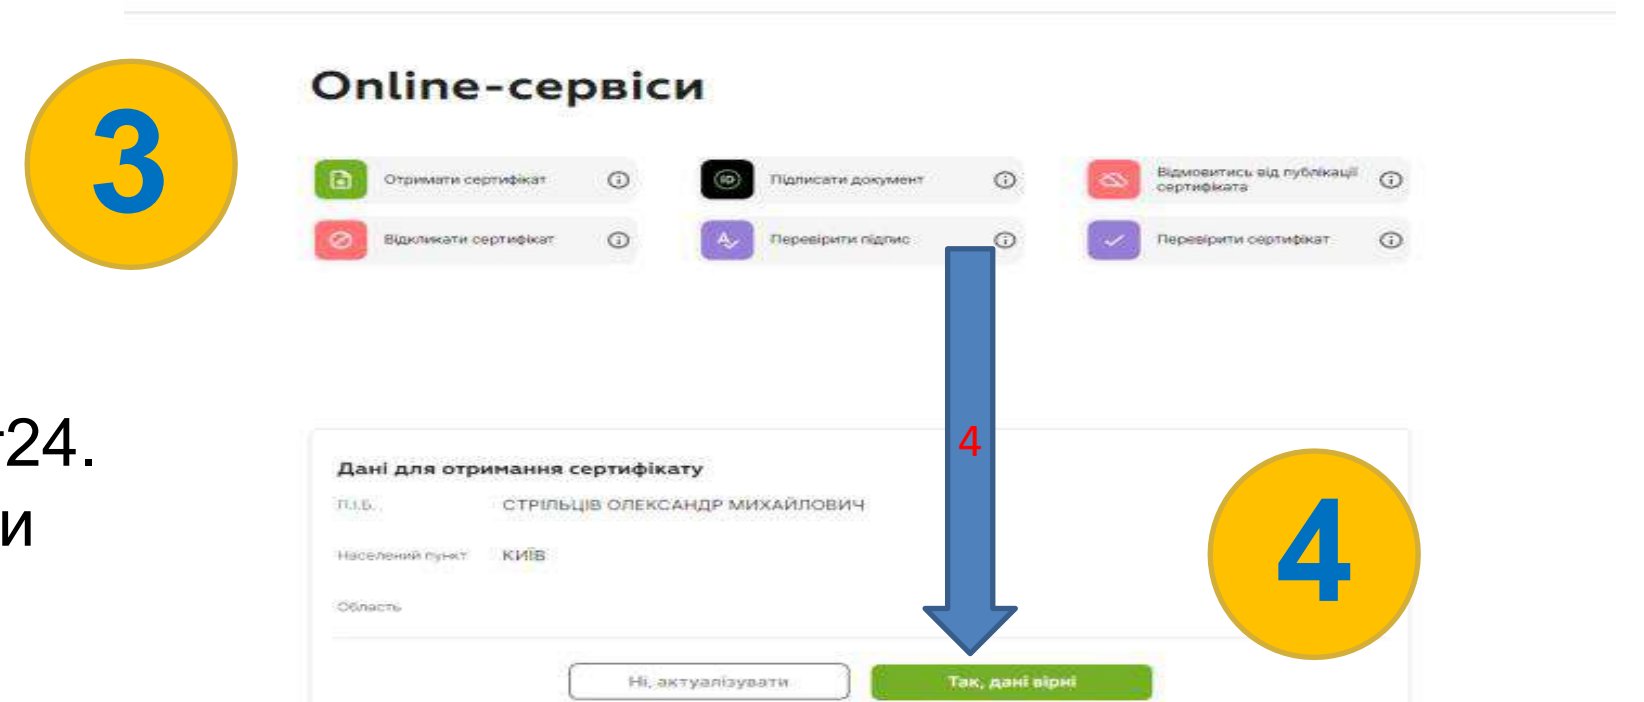 Online-сервіси
3
Отримати сертифікат
Підписати документ
Відмовитись від публікації
сертифіката
Відкликати сертифікат
Перевірити підпис
Перевірити сертифікат
24.
и
4
Дані для отримання сертифікату
П.І.Б.
СТРІЛЬЦІВ ОЛЕКСАНДР МИХАЙЛОВИЧ
4
Населений пункт
КИЇВ
Область
Ні, актуалізувати
Так, дані вірні